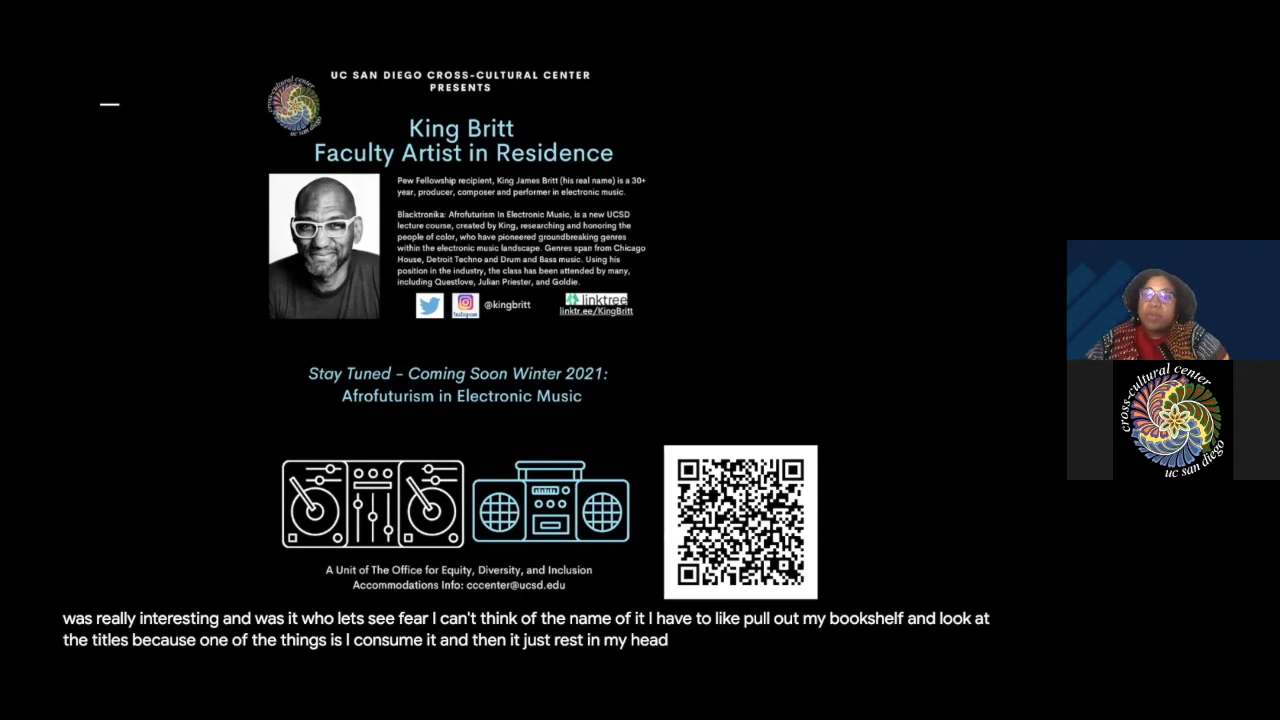 UC SAN DIEGO CROSS-CULTURAL CENTER
PRESENTS
cross-cultural center
uc san diego
King Britt
Faculty Artist in Residence
Pew Fellowship recipient, King James Britt (his real name) is a 30+
year, producer, composer and performer in electronic music.
Blacktronika: Afrofuturism In Electronic Music, is a new UCSD
lecture course, created by King, researching and honoring the
people of color, who have pioneered groundbreaking genres
within the electronic music landscape. Genres span from Chicago
House, Detroit Techno and Drum and Bass music. Using his
position in the industry, the class has been attended by many,
including Questlove, Julian Priester, and Goldie.
Instagram
@kingbritt
linktree
linktr.ee/KingBritt
Stay Tuned - Coming Soon Winter 2021:
Afrofuturism in Electronic Music
A Unit of The Office for Equity, Diversity, and Inclusion
Accommodations Info: cccenter@ucsd.edu
cross-cultural center
uc san diego
was really interesting and was it who lets see fear I can't think of the name of it I have to like pull out my bookshelf and look at
the titles because one of the things is I consume it and then it just rest in my head